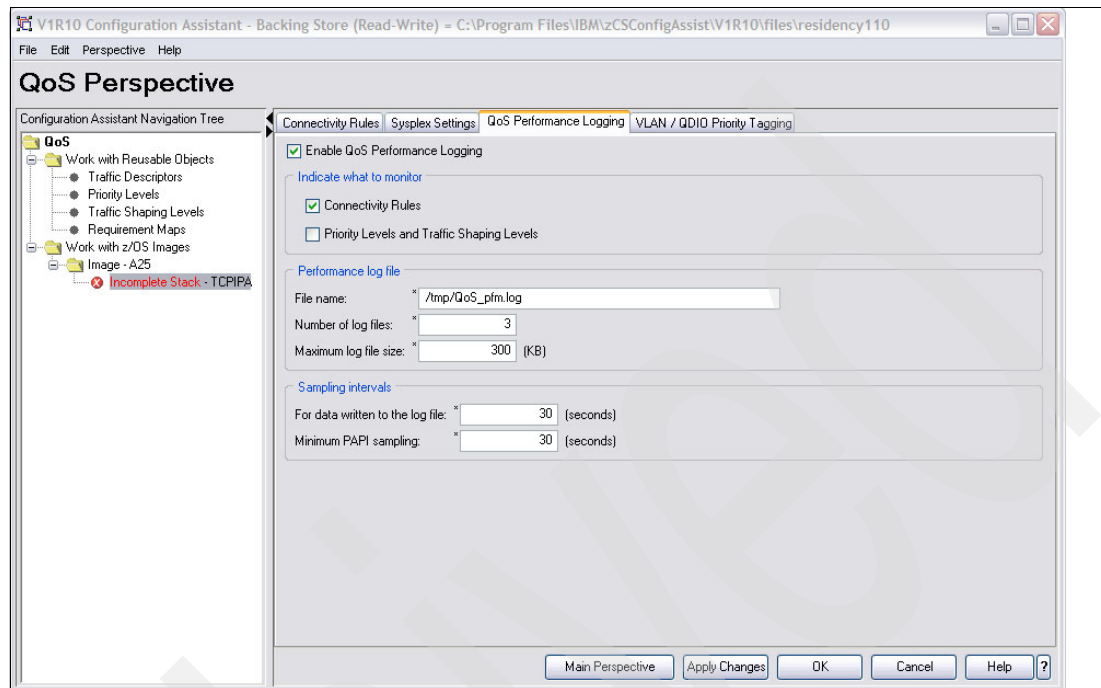 V1R10 Configuration Assistant - Backing Store (Read-Write) = C:\Program Files\IBM\zCSConfigAssist\V1R10\files\residency110
File Edit Perspective Help
QoS Perspective
Configuration Assistant Navigation Tree
QoS
Work with Reusable Objects
Traffic Descriptors
Priority Levels
Traffic Shaping Levels
Requirement Maps
Work with z/OS Images
Image - A25
Incomplete Stack - TCPIPA
Connectivity Rules Sysplex Settings QoS Performance Logging VLAN / QDIO Priority Tagging
Enable QoS Performance Logging
Indicate what to monitor
Connectivity Rules
Priority Levels and Traffic Shaping Levels
Performance log file
File name: * /tmp/QoS_pfm.log
Number of log files: * 3
Maximum log file size: * 300 (KB)
Sampling intervals
For data written to the log file: * 30 (seconds)
Minimum PAPI sampling: * 30 (seconds)
Main Perspective Apply Changes OK Cancel Help ?